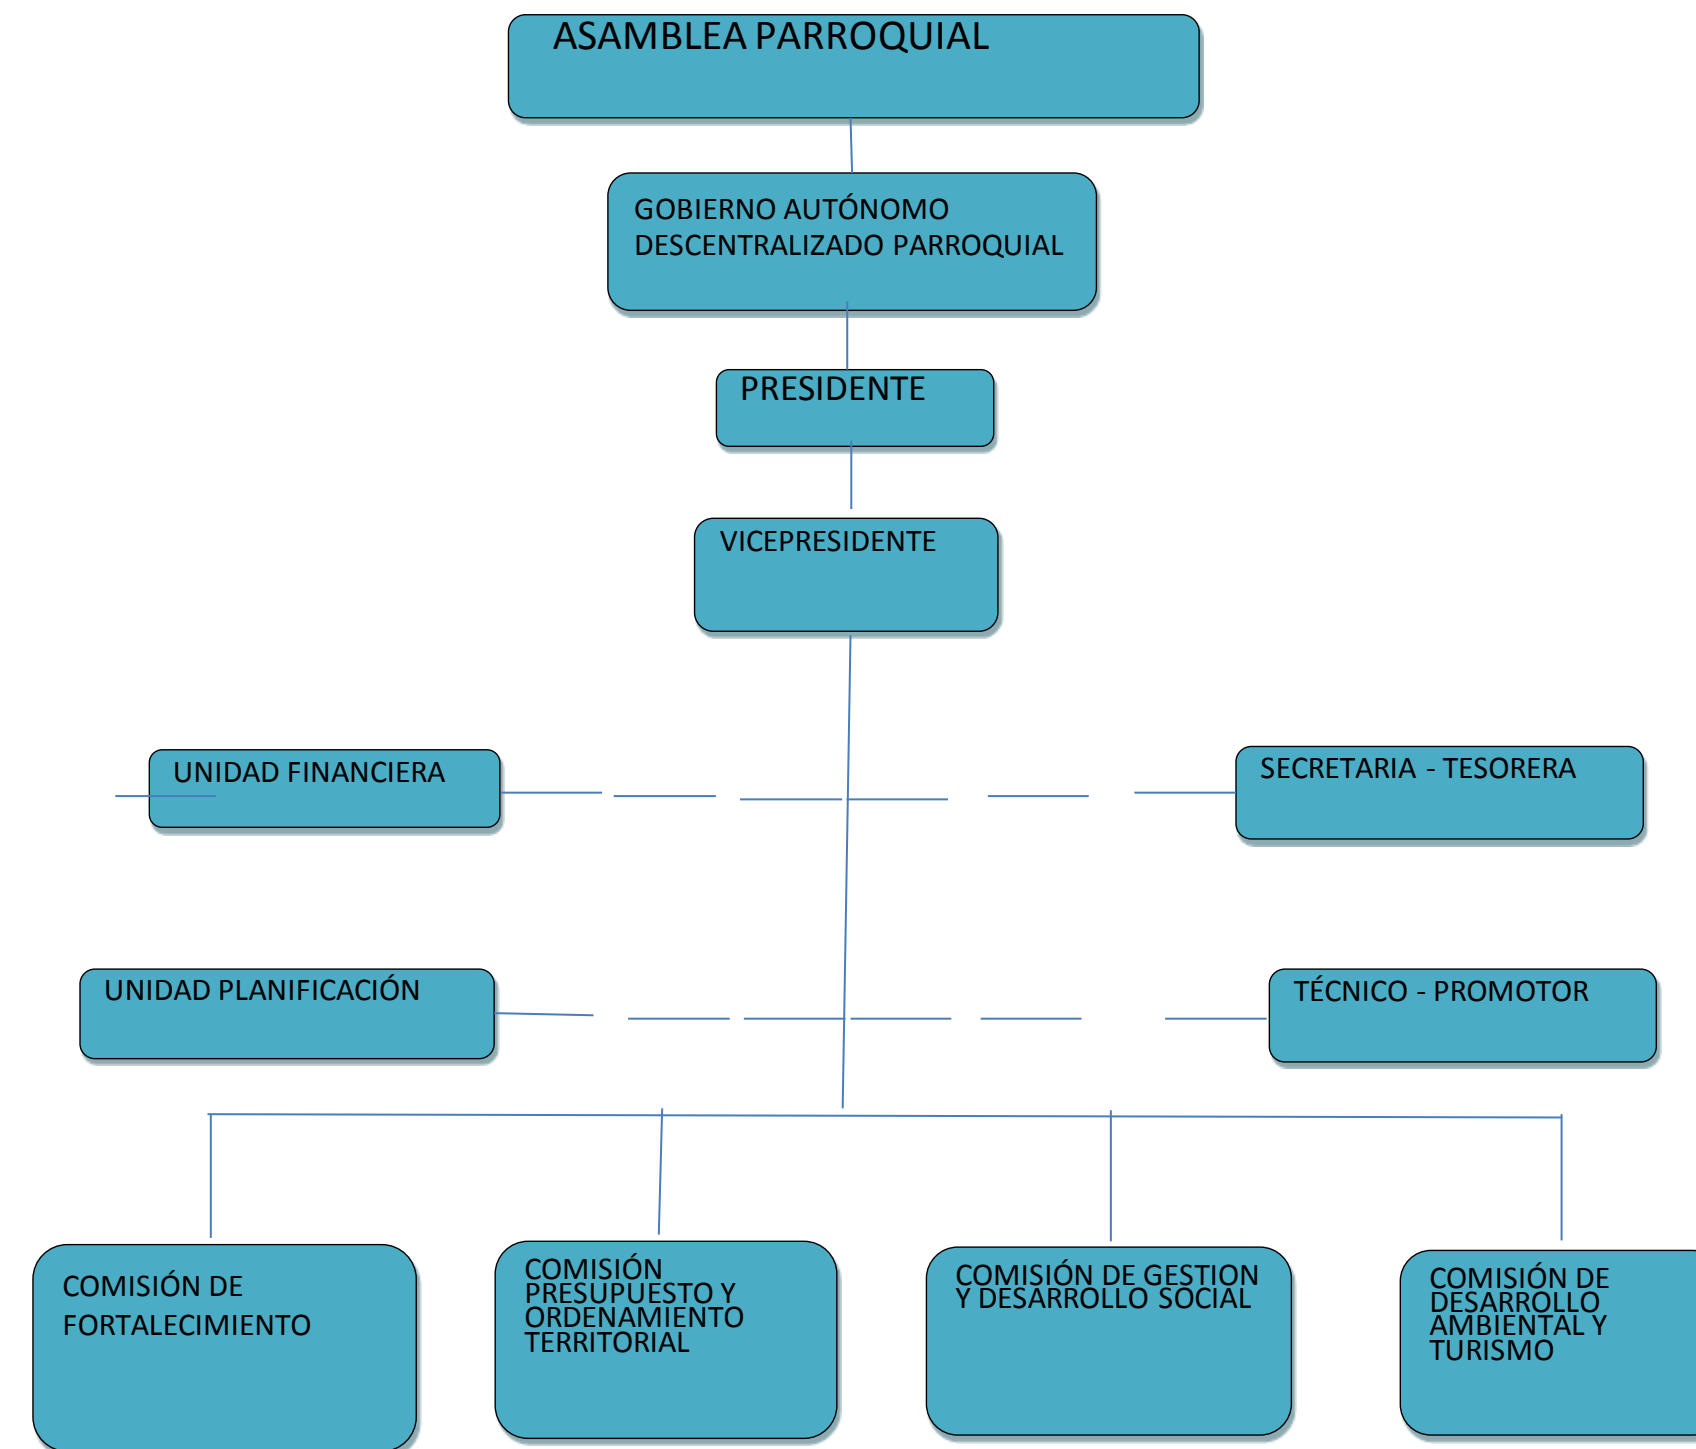 ASAMBLEA PARROQUIAL
GOBIERNO AUTÓNOMO
DESCENTRALIZADO PARROQUIAL
PRESIDENTE
VICEPRESIDENTE
UNIDAD FINANCIERA
SECRETARIA - TESORERA
UNIDAD PLANIFICACIÓN
TÉCNICO - PROMOTOR
COMISIÓN DE
FORTALECIMIENTO
COMISIÓN
PRESUPUESTO Y
ORDENAMIENTO
TERRITORIAL
COMISIÓN DE GESTION
Y DESARROLLO SOCIAL
COMISIÓN DE
DESARROLLO
AMBIENTAL Y
TURISMO